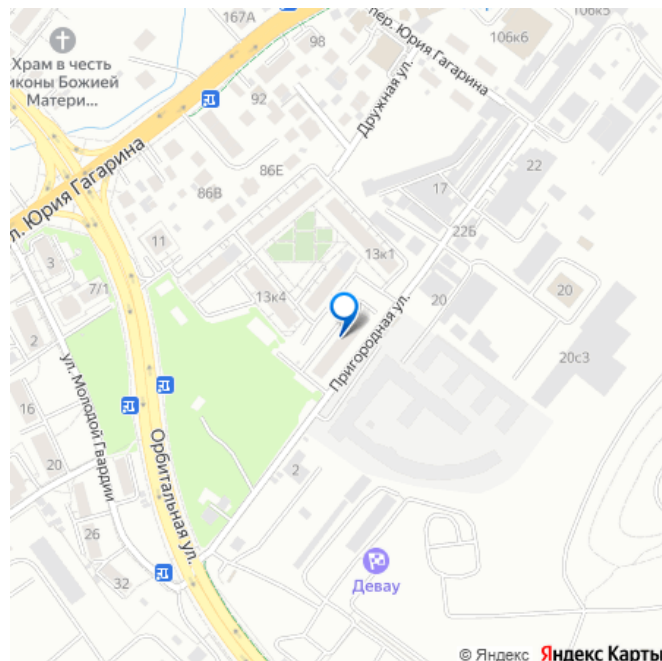 167А
98
пер. Юрия Гагарина
106к6
106к5
Храм в честь
иконы Божией
Матери...
92
Дружная ул.
86Е
86В
17
22
л. Юрия Гагарина
11
22Б
3
13к1
7/1
13к4
20
20
2
Пригородная ул.
20с3
ул. Молодой Гвардии
16
Орбитальная ул.
20
2
26
32
Девау
© Яндекс Яндекс Карты